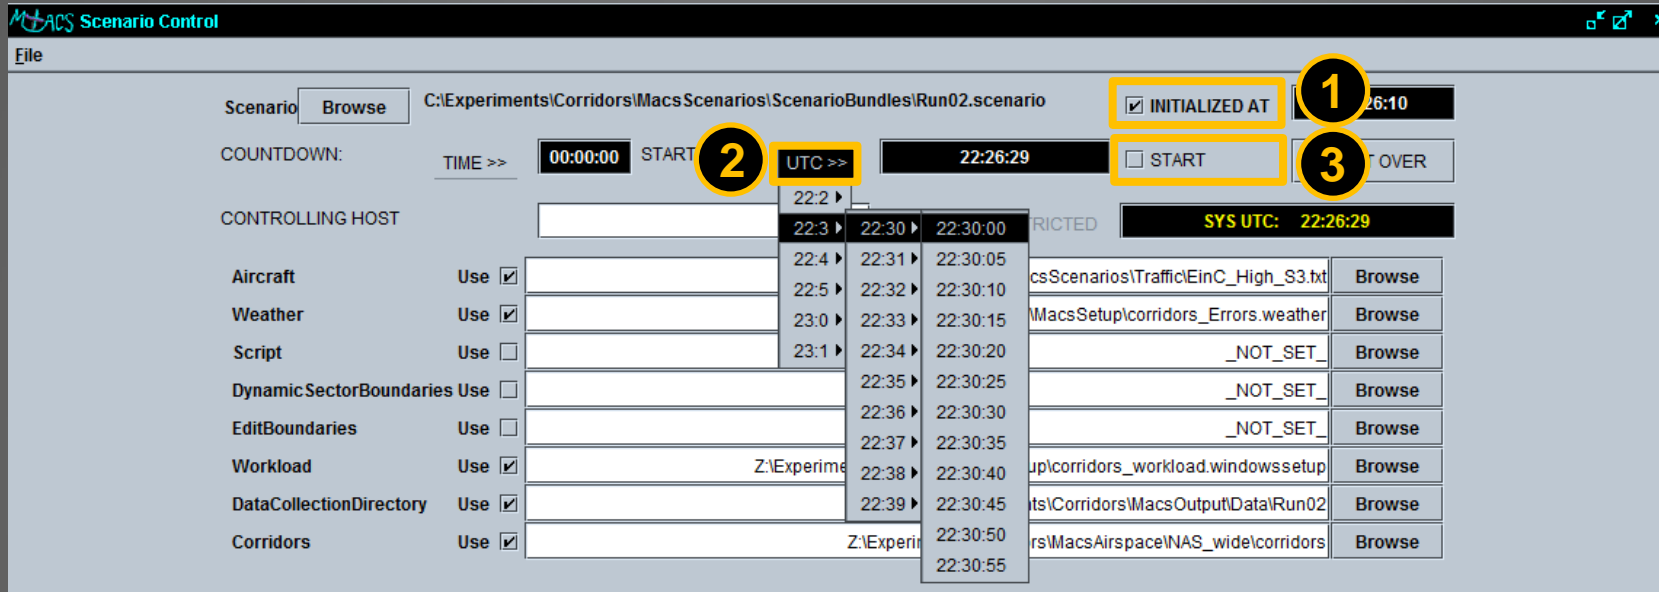 MACS Scenario Control
File
Scenario Browse C:\Experiments\Corridors\MacsScenarios\ScenarioBundles\Run02.scenario INITIALIZED AT 1 26:10
COUNTDOWN: TIME >> 00:00:00 START 2 UTC >> 22:26:29 START 3 OVER
22:2
CONTROLLING HOST 22:3 22:30 22:30:00 RICTED SYS UTC: 22:26:29
22:4 22:31 22:30:05
Aircraft Use csScenarios\Traffic\EinC_High_S3.txt Browse
22:5 22:32 22:30:10
Weather Use \MacsSetup\corridors_Errors.weather Browse
23:0 22:33 22:30:15
Script Use 23:1 22:34 22:30:20 _NOT_SET_ Browse
22:35 22:30:25
DynamicSectorBoundaries Use _NOT_SET_ Browse
22:36 22:30:30
EditBoundaries Use _NOT_SET_ Browse
22:37 22:30:35
Workload Use Z:\Experime 22:38 22:30:40 up\corridors_workload.windowssetup Browse
DataCollectionDirectory Use 22:39 22:30:45 ts\Corridors\MacsOutput\Data\Run02 Browse
22:30:50
Corridors Use Z:\Experi rs\MacsAirspace\NAS_wide\corridors Browse
22:30:55